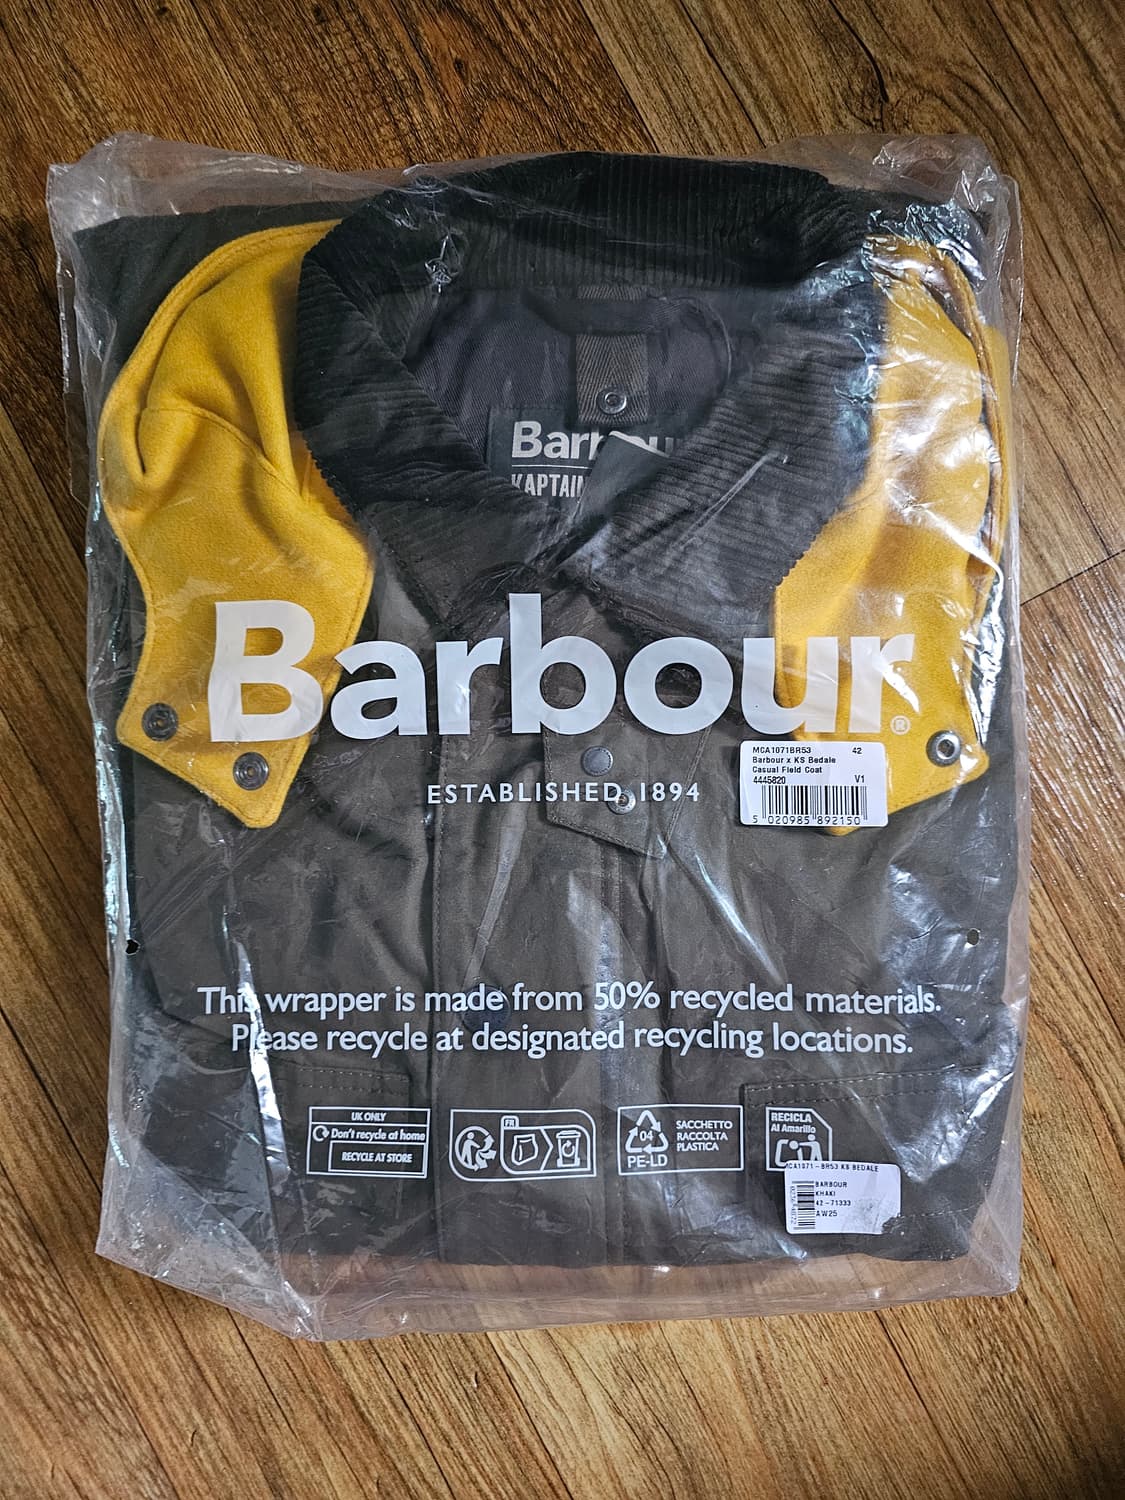 Barbour
KAPTAIN
Barbour®
ESTABLISHED 1894
MCA1071BR53 42
Barbour x KS Bedale
Casual Field Coat
4445820 V1
5 020985 892150
This wrapper is made from 50% recycled materials.
Please recycle at designated recycling locations.
UK ONLY
Don't recycle at home
RECYCLE AT STORE
FR
04
PE-LD
SACCHETTO
RACCOLTA
PLASTICA
RECICLA
Al Amarillo
MCA1071-BR53 KS BEDALE
BARBOUR
KHAKI
42-71333
AW25